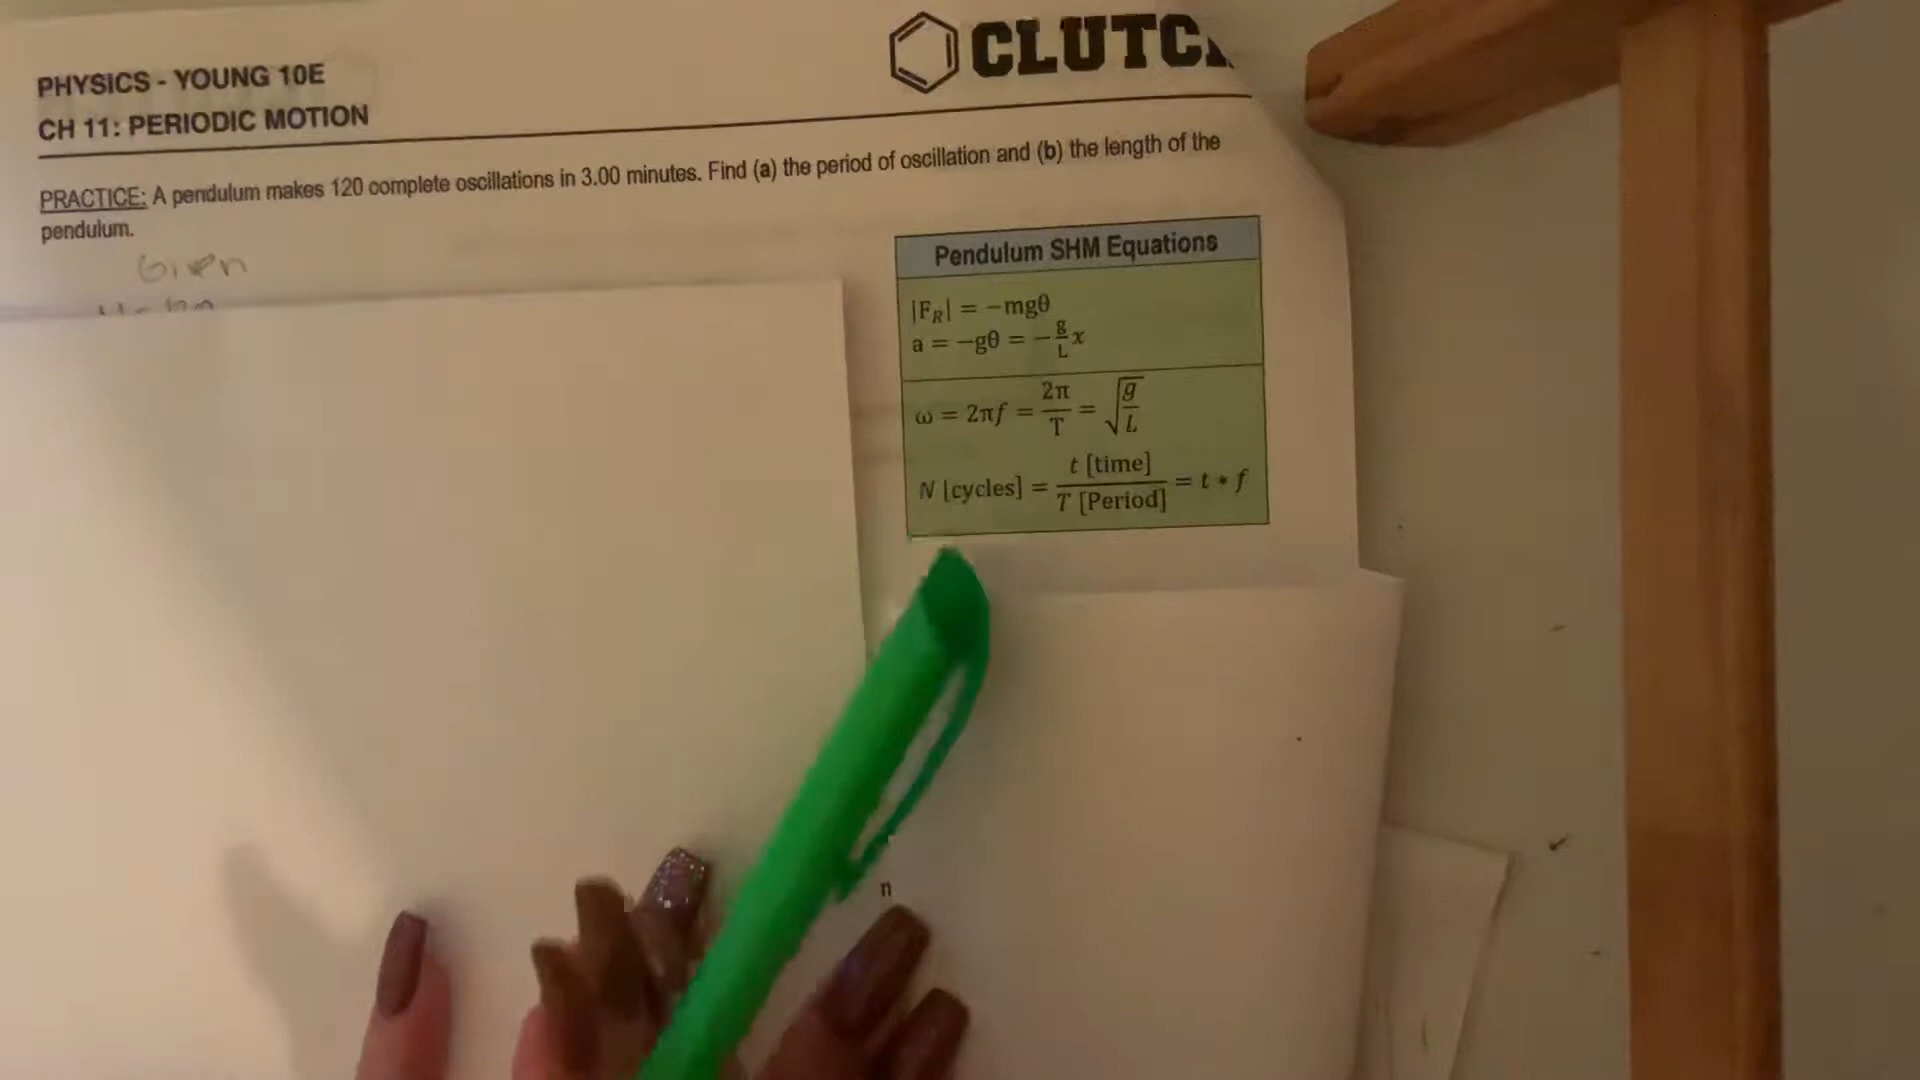 CLUTC
PHYSICS - YOUNG 10E
CH 11: PERIODIC MOTION
PRACTICE: A pendulum makes 120 complete oscillations in 3.00 minutes. Find (a) the period of oscillation and (b) the length of the
pendulum.
Given
Pendulum SHM Equations
|F_R| = −mgθ
a = −gθ = −g/L x
ω = 2πf = 2π/T = √(g/L)
N [cycles] = t [time]/T [Period] = t * f
n